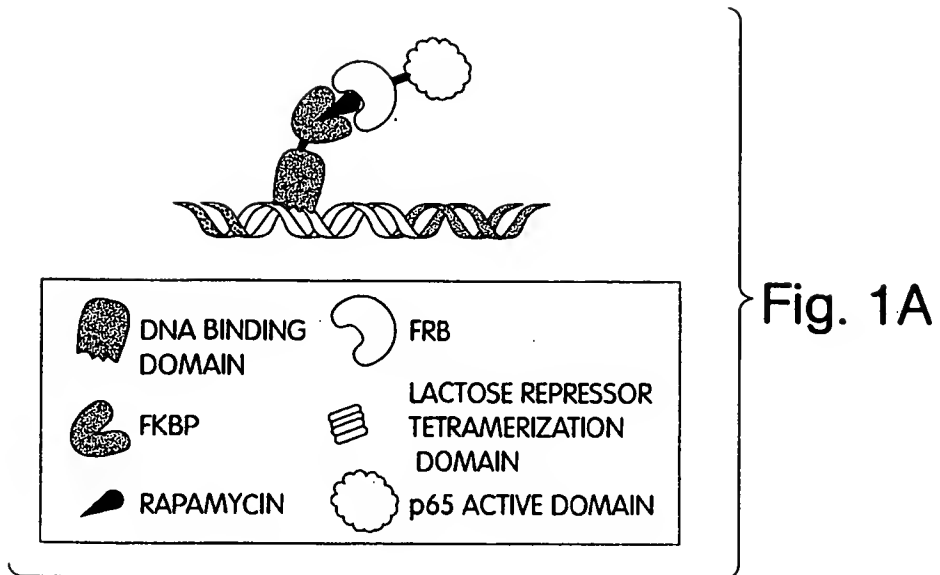 DNA BINDING
DOMAIN
FKBP
RAPAMYCIN
FRB
LACTOSE REPRESSOR
TETRAMERIZATION
DOMAIN
p65 ACTIVE DOMAIN
Fig. 1A